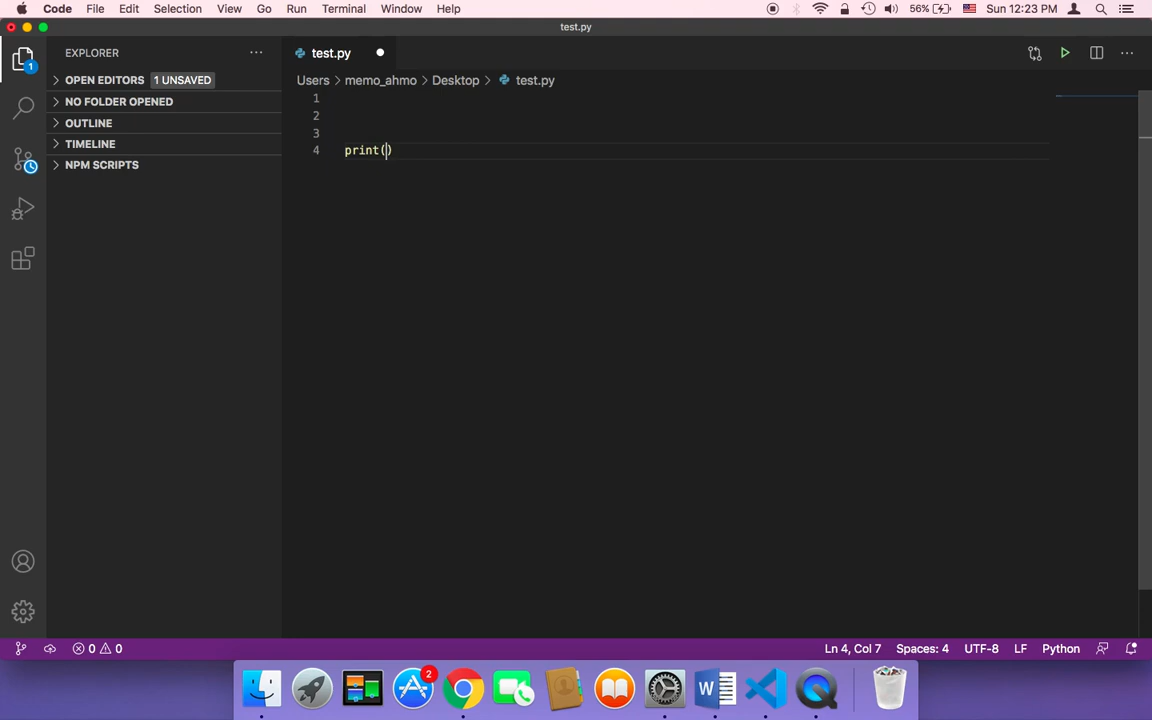 Code File Edit Selection View Go Run Terminal Window Help 56% Sun 12:23 PM
test.py
EXPLORER
test.py
OPEN EDITORS 1 UNSAVED
Users memo_ahmo Desktop test.py
NO FOLDER OPENED
OUTLINE
TIMELINE
NPM SCRIPTS
1
2
3
4 print()
1
0 0
Ln 4, Col 7 Spaces: 4 UTF-8 LF Python
2
W